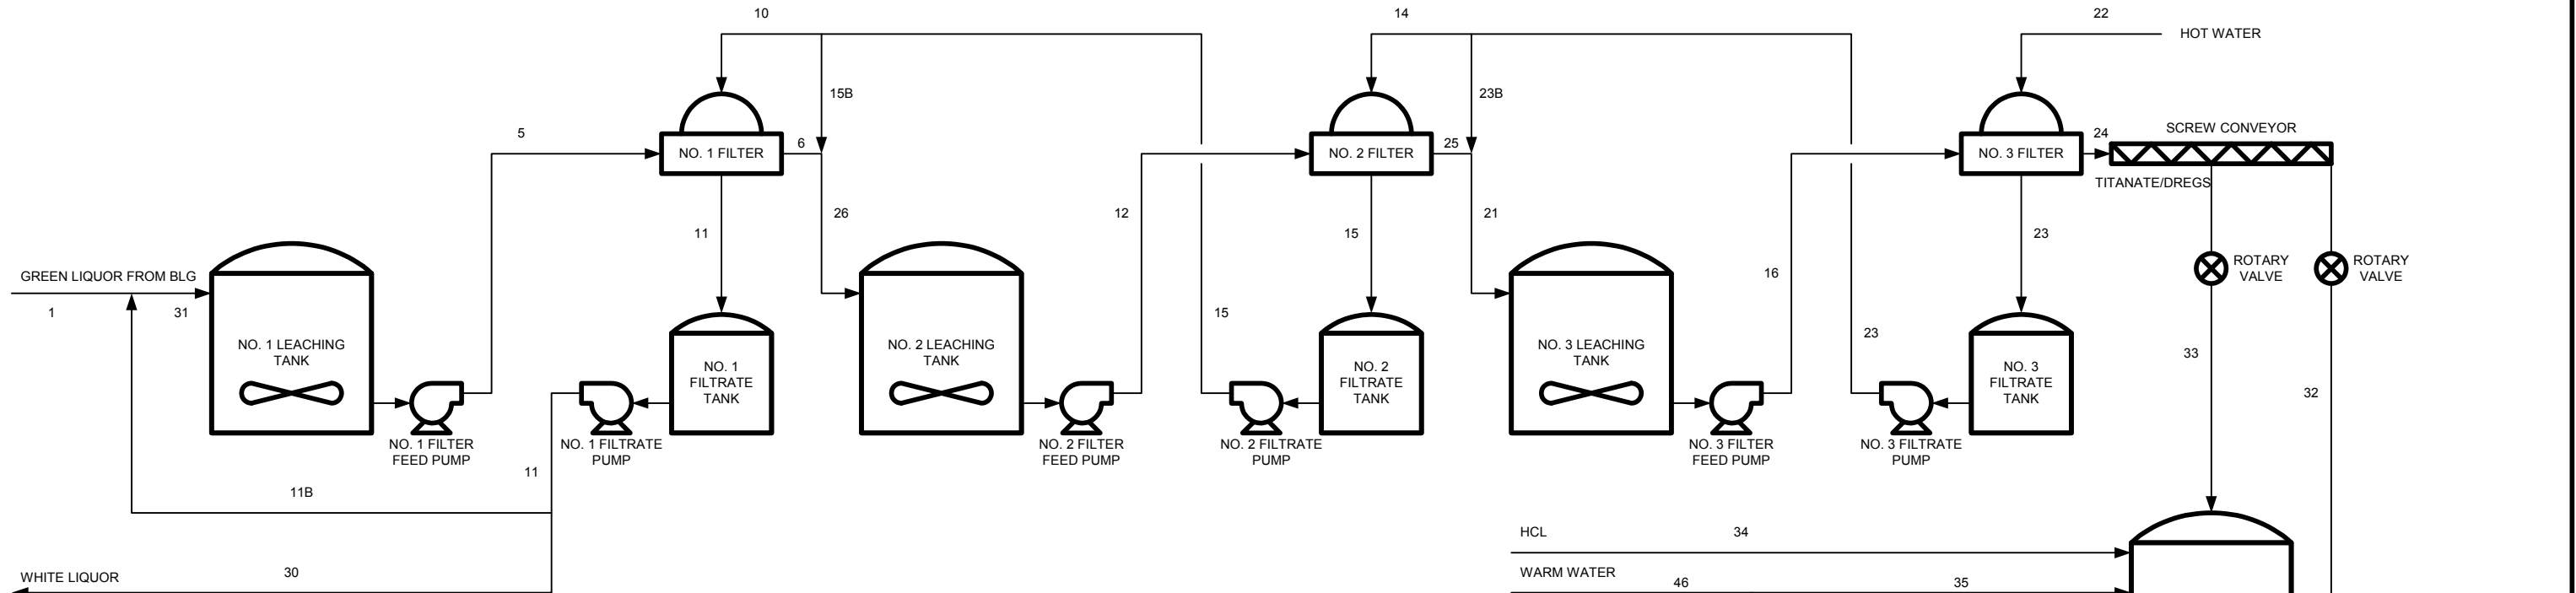 10
14
22
HOT WATER
15B
23B
5
6
25
24
SCREW CONVEYOR
NO. 1 FILTER
NO. 2 FILTER
NO. 3 FILTER
TITANATE/DREGS
11
26
12
15
21
16
23
GREEN LIQUOR FROM BLG
1
31
ROTARY
VALVE
ROTARY
VALVE
NO. 1 LEACHING
TANK
NO. 1
FILTRATE
TANK
NO. 2 LEACHING
TANK
15
NO. 2
FILTRATE
TANK
NO. 3 LEACHING
TANK
23
NO. 3
FILTRATE
TANK
33
32
NO. 1 FILTER
FEED PUMP
NO. 1 FILTRATE
PUMP
NO. 2 FILTER
FEED PUMP
NO. 2 FILTRATE
PUMP
NO. 3 FILTER
FEED PUMP
NO. 3 FILTRATE
PUMP
11
11B
HCL
34
WHITE LIQUOR
30
WARM WATER
46
35